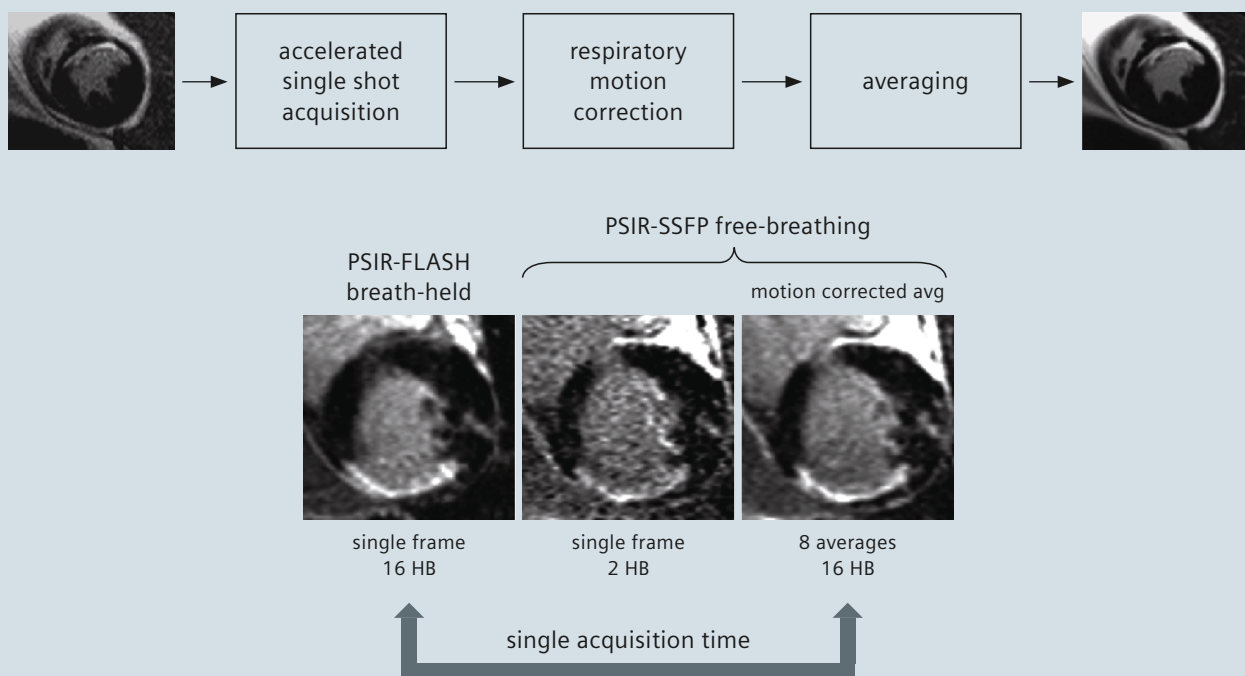 accelerated
single shot
acquisition
respiratory
motion
correction
averaging
PSIR-SSFP free-breathing
PSIR-FLASH
breath-held
motion corrected avg
single frame
16 HB
single frame
2 HB
8 averages
16 HB
single acquisition time